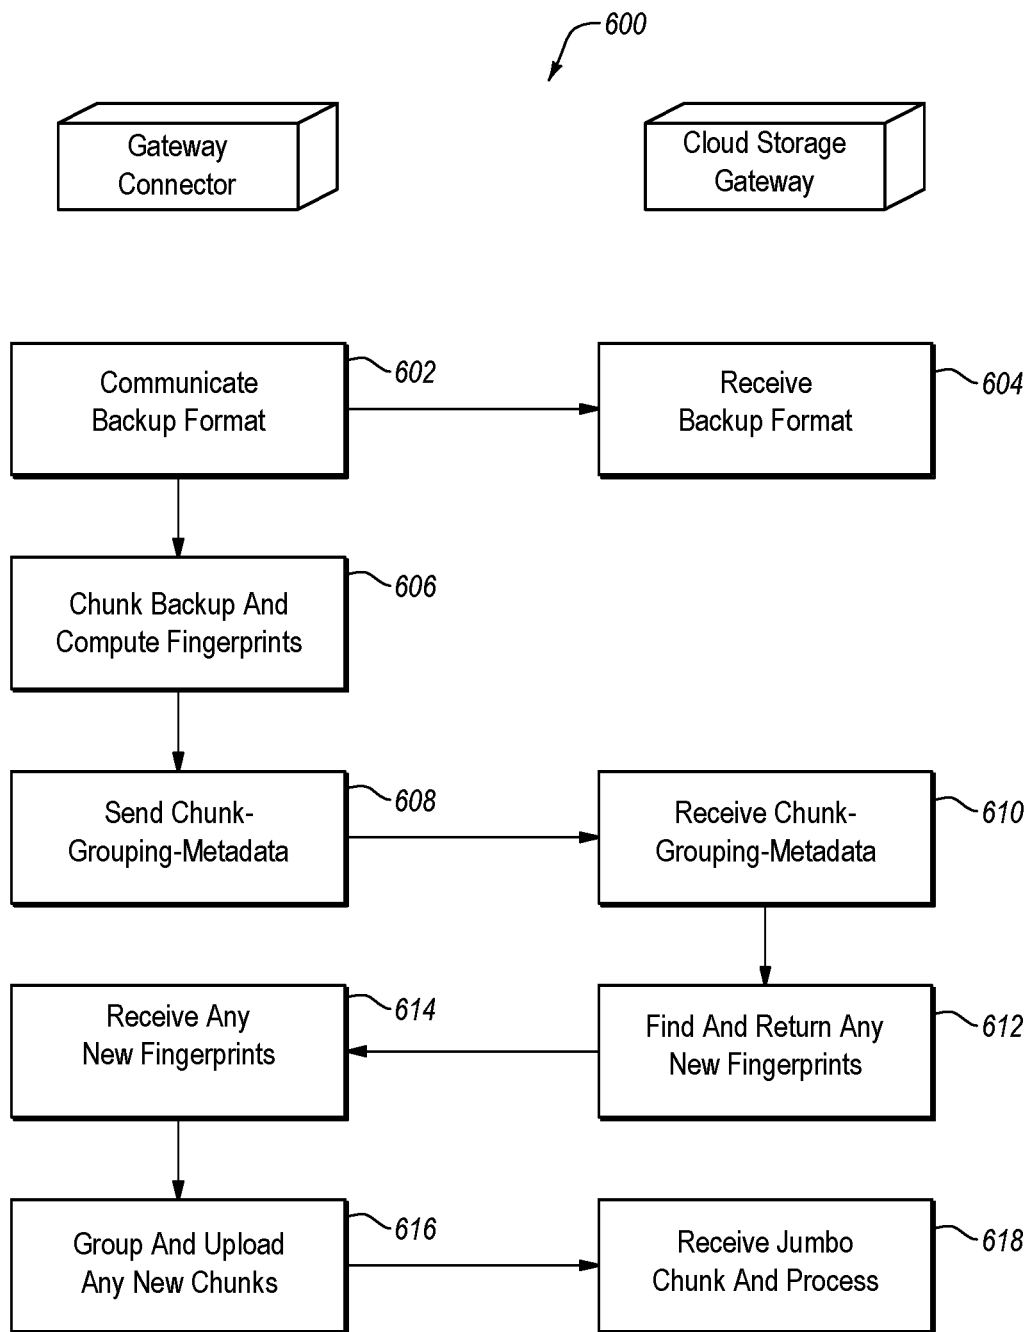 600
Gateway
Connector
Cloud Storage
Gateway
Communicate
Backup Format
602
Receive
Backup Format
604
Chunk Backup And
Compute Fingerprints
606
Send Chunk-
Grouping-Metadata
608
Receive Chunk-
Grouping-Metadata
610
Receive Any
New Fingerprints
614
Find And Return Any
New Fingerprints
612
Group And Upload
Any New Chunks
616
Receive Jumbo
Chunk And Process
618